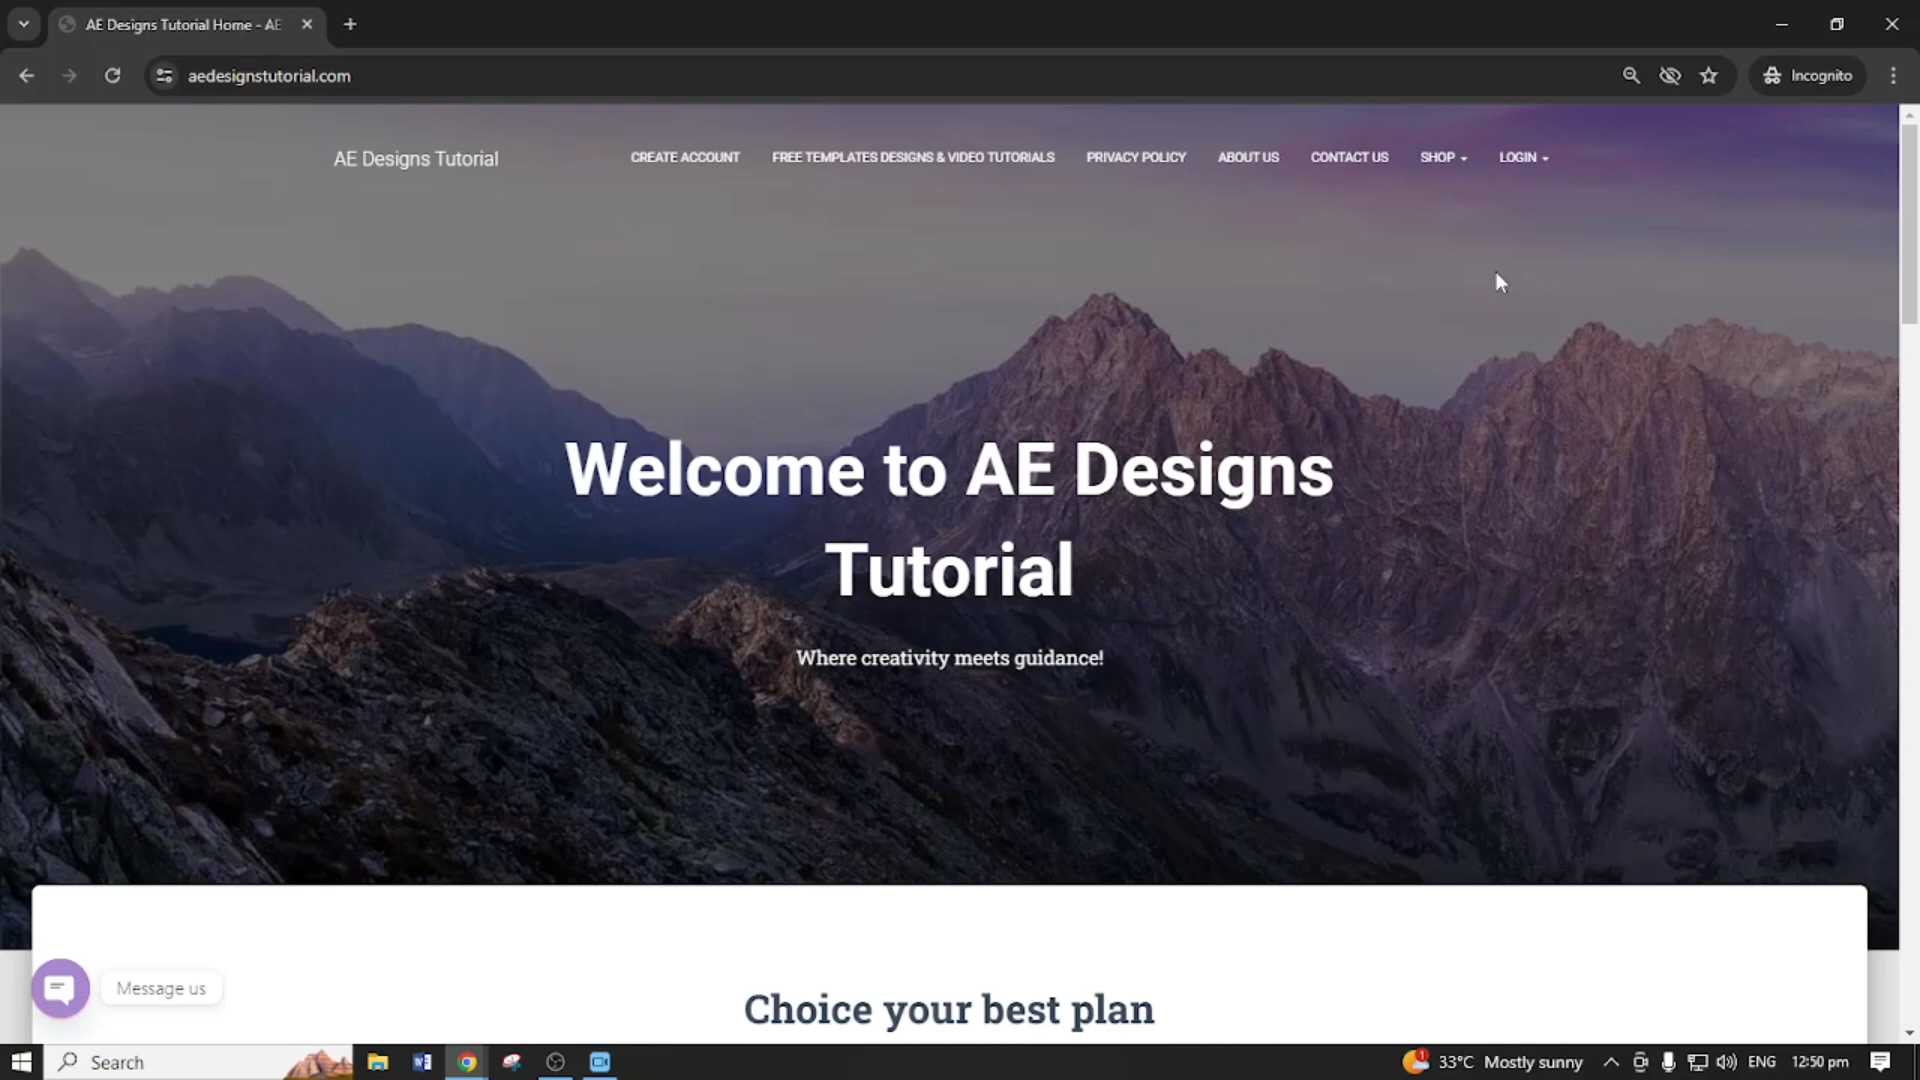 AE Designs Tutorial Home - AE
aedesignstutorial.com
Incognito
AE Designs Tutorial
CREATE ACCOUNT
FREE TEMPLATES DESIGNS & VIDEO TUTORIALS
PRIVACY POLICY
ABOUT US
CONTACT US
SHOP
LOGIN
Welcome to AE Designs
Tutorial
Where creativity meets guidance!
Message us
Choice your best plan
Search
1
33°C Mostly sunny
ENG
12:50 pm